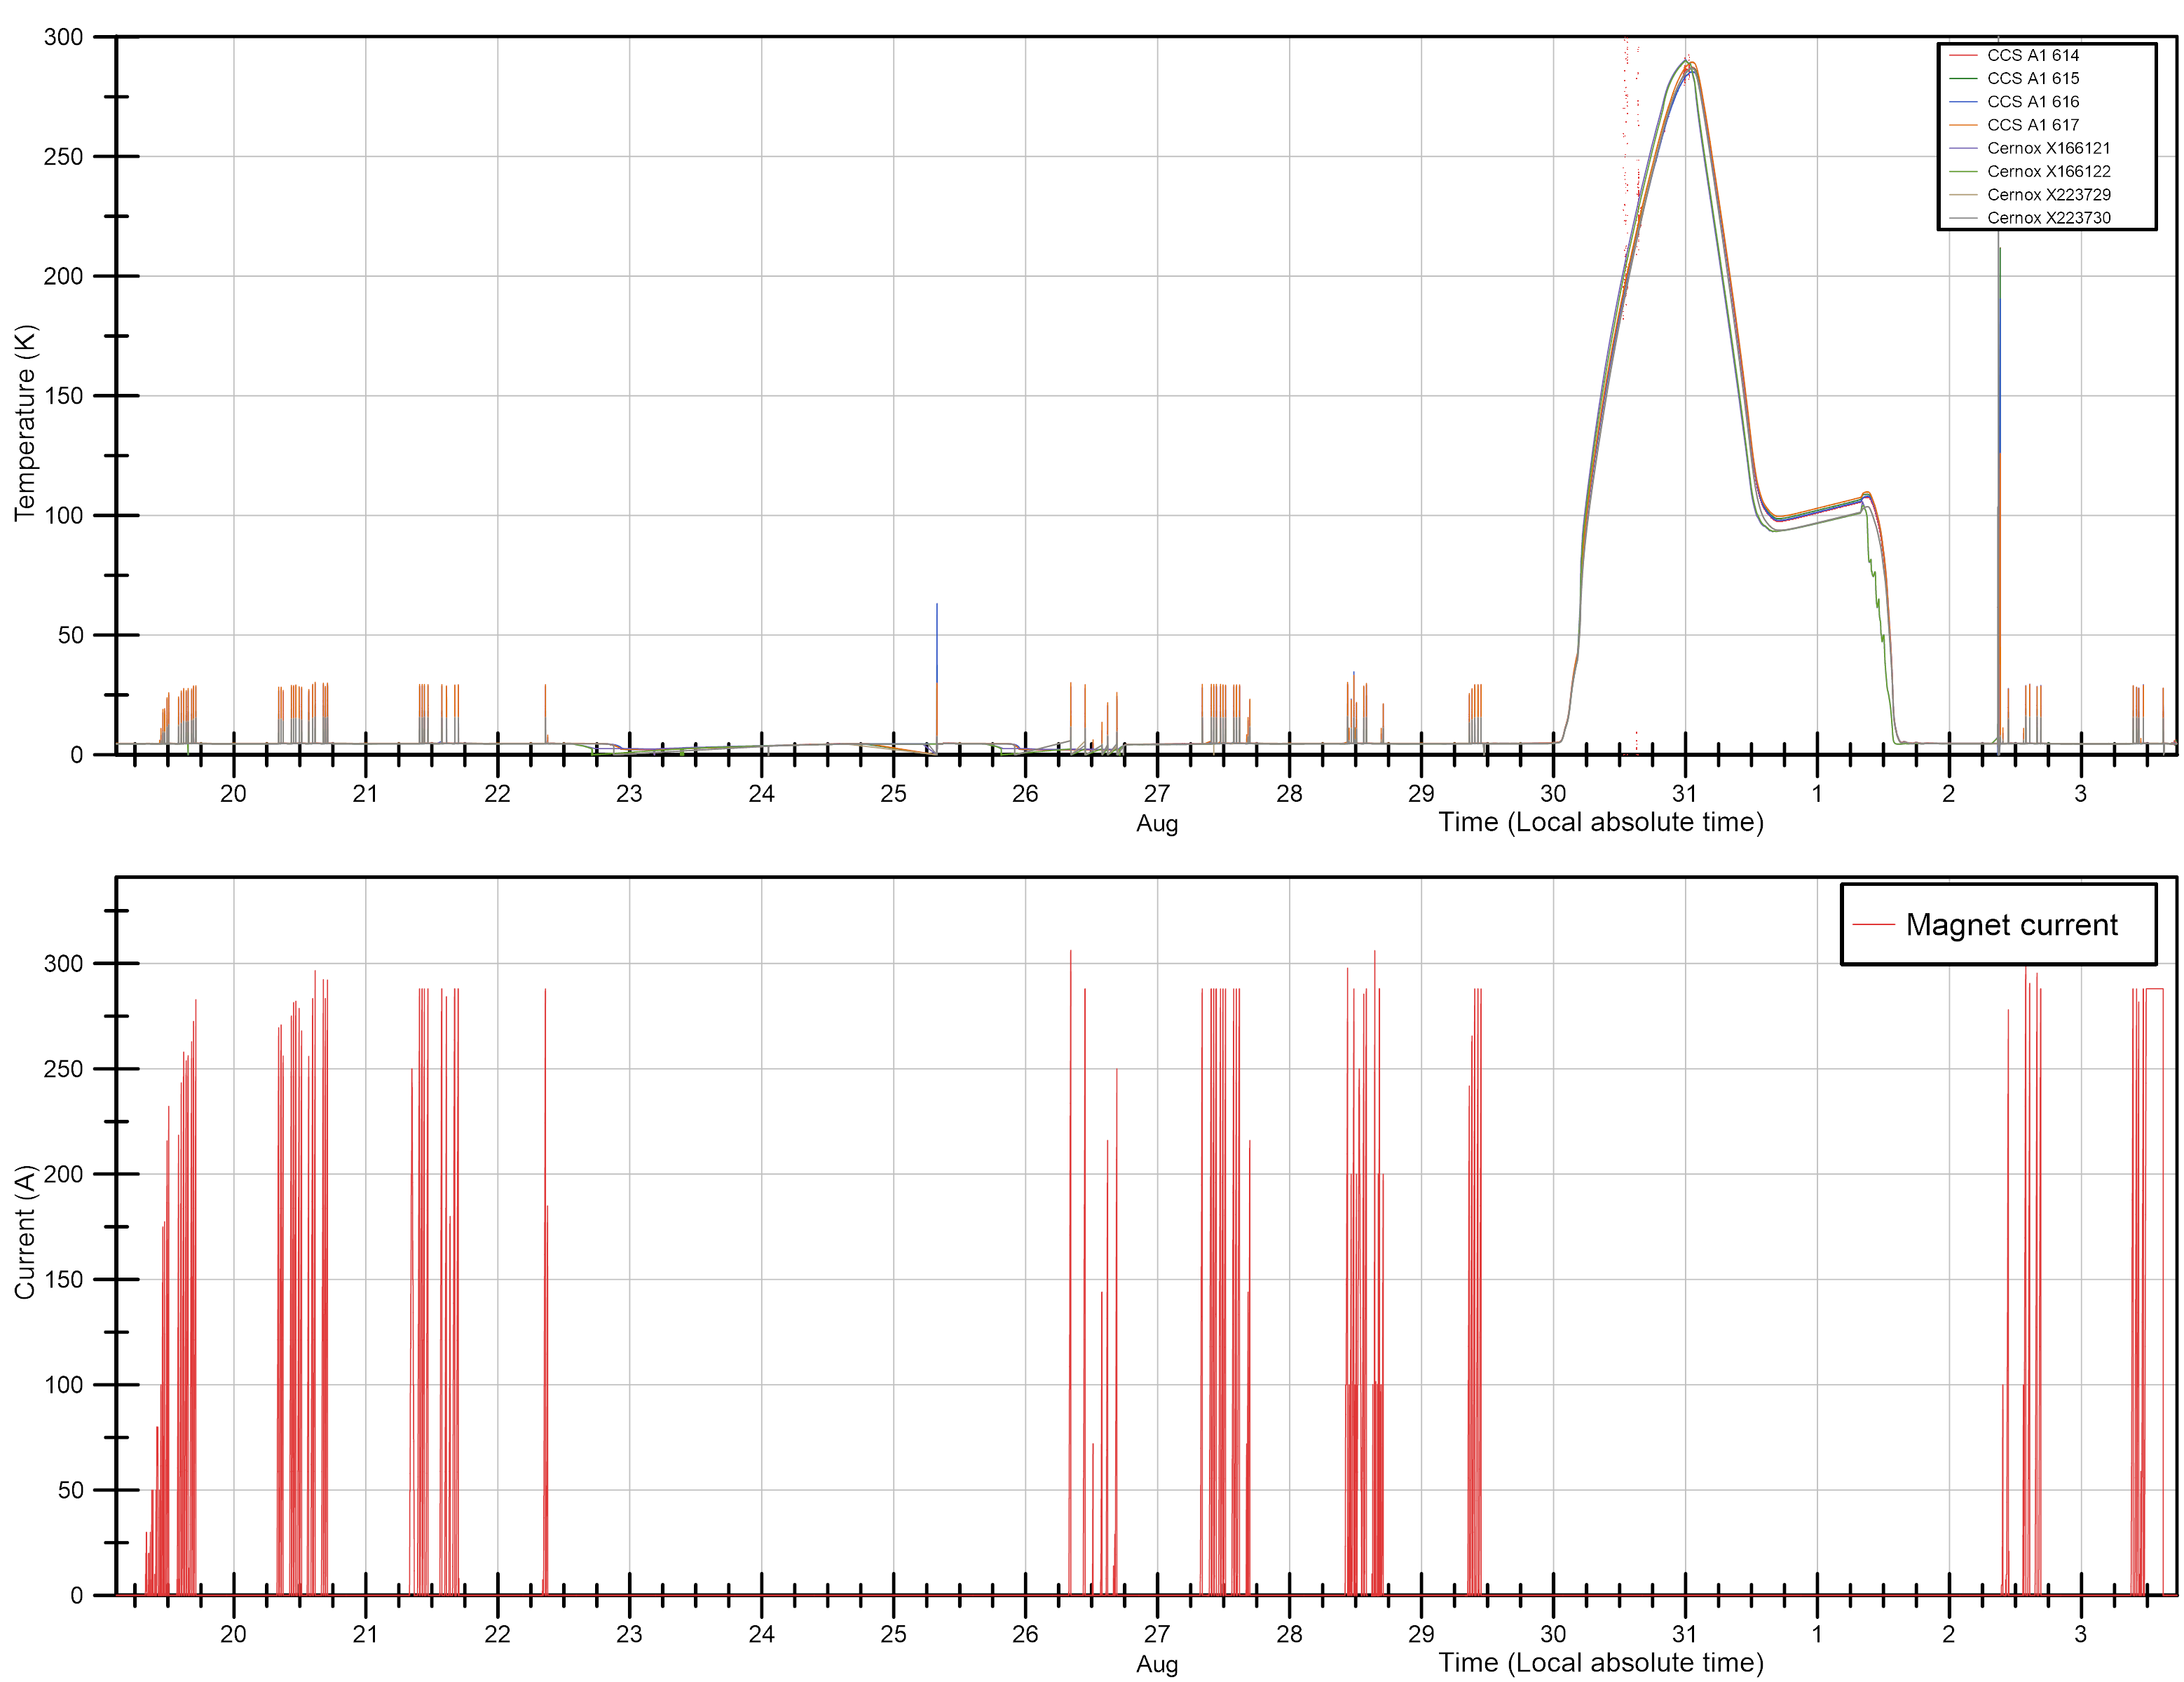 300
250
200
150
100
50
0
Temperature (K)
CCS A1 614
CCS A1 615
CCS A1 616
CCS A1 617
Cernox X166121
Cernox X166122
Cernox X223729
Cernox X223730
20 21 22 23 24 25 26 27 28 29 30 31 1 2 3
Aug Time (Local absolute time)
300
250
200
150
100
50
0
Current (A)
Magnet current
20 21 22 23 24 25 26 27 28 29 30 31 1 2 3
Aug Time (Local absolute time)